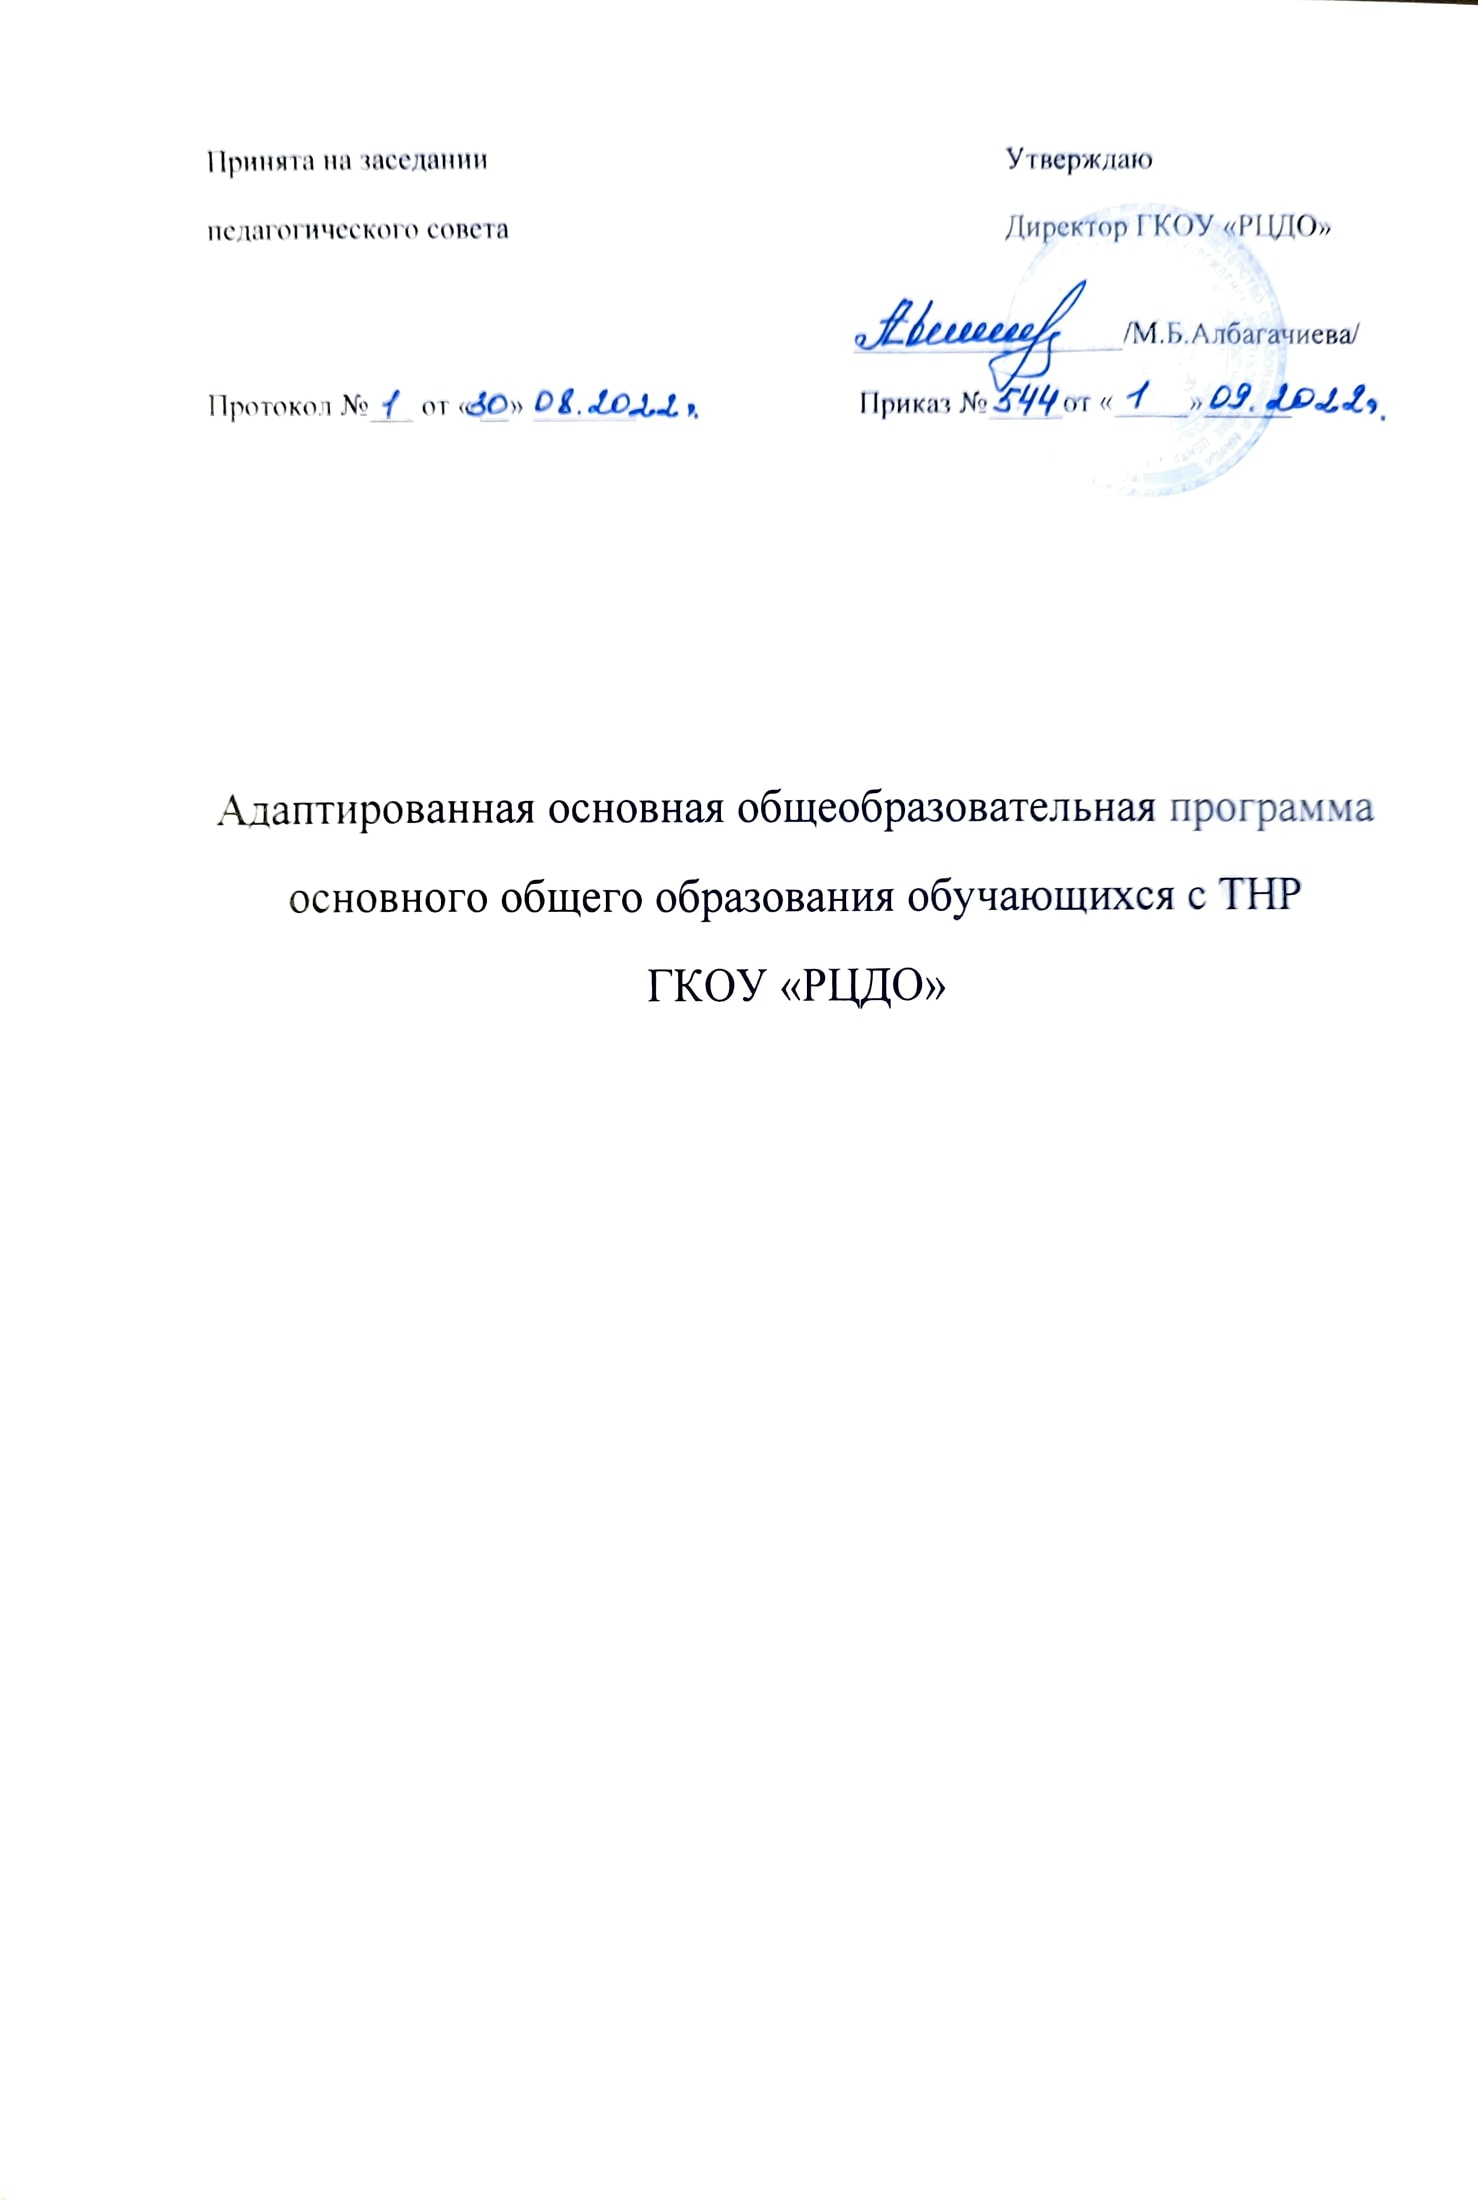 Принята на заседании
педагогического совета
Протокол № 1 от «30» 08.2022 г.
Утверждаю
Директор ГКОУ «РЦДО»
/М.Б.Албагачиева/
Приказ № 544 от « 1 » 09. 2022г.
Адаптированная основная общеобразовательная программа
основного общего образования обучающихся с ТНР
ГКОУ «РЦДО»